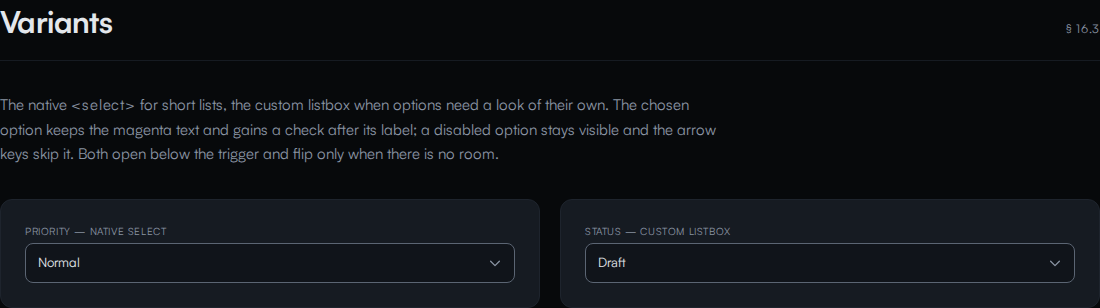 Variants
§ 16.3
The native <select> for short lists, the custom listbox when options need a look of their own. The chosen
option keeps the magenta text and gains a check after its label; a disabled option stays visible and the arrow
keys skip it. Both open below the trigger and flip only when there is no room.
PRIORITY — NATIVE SELECT
Normal
STATUS — CUSTOM LISTBOX
Draft